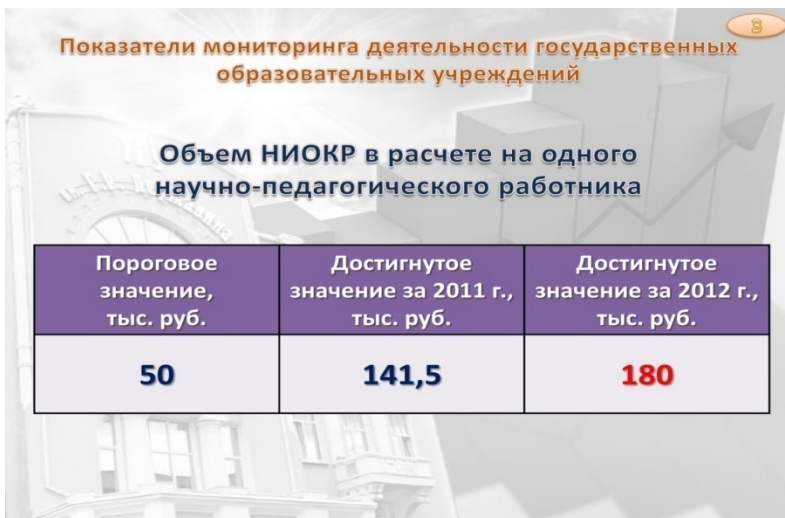 3
Показатели мониторинга деятельности государственных
образовательных учреждений
Объем НИОКР в расчете на одного
научно-педагогического работника
Пороговое
значение,
тыс. руб.
Достигнутое
значение за 2011 г.,
тыс. руб.
Достигнутое
значение за 2012 г.,
тыс. руб.
50
141,5
180